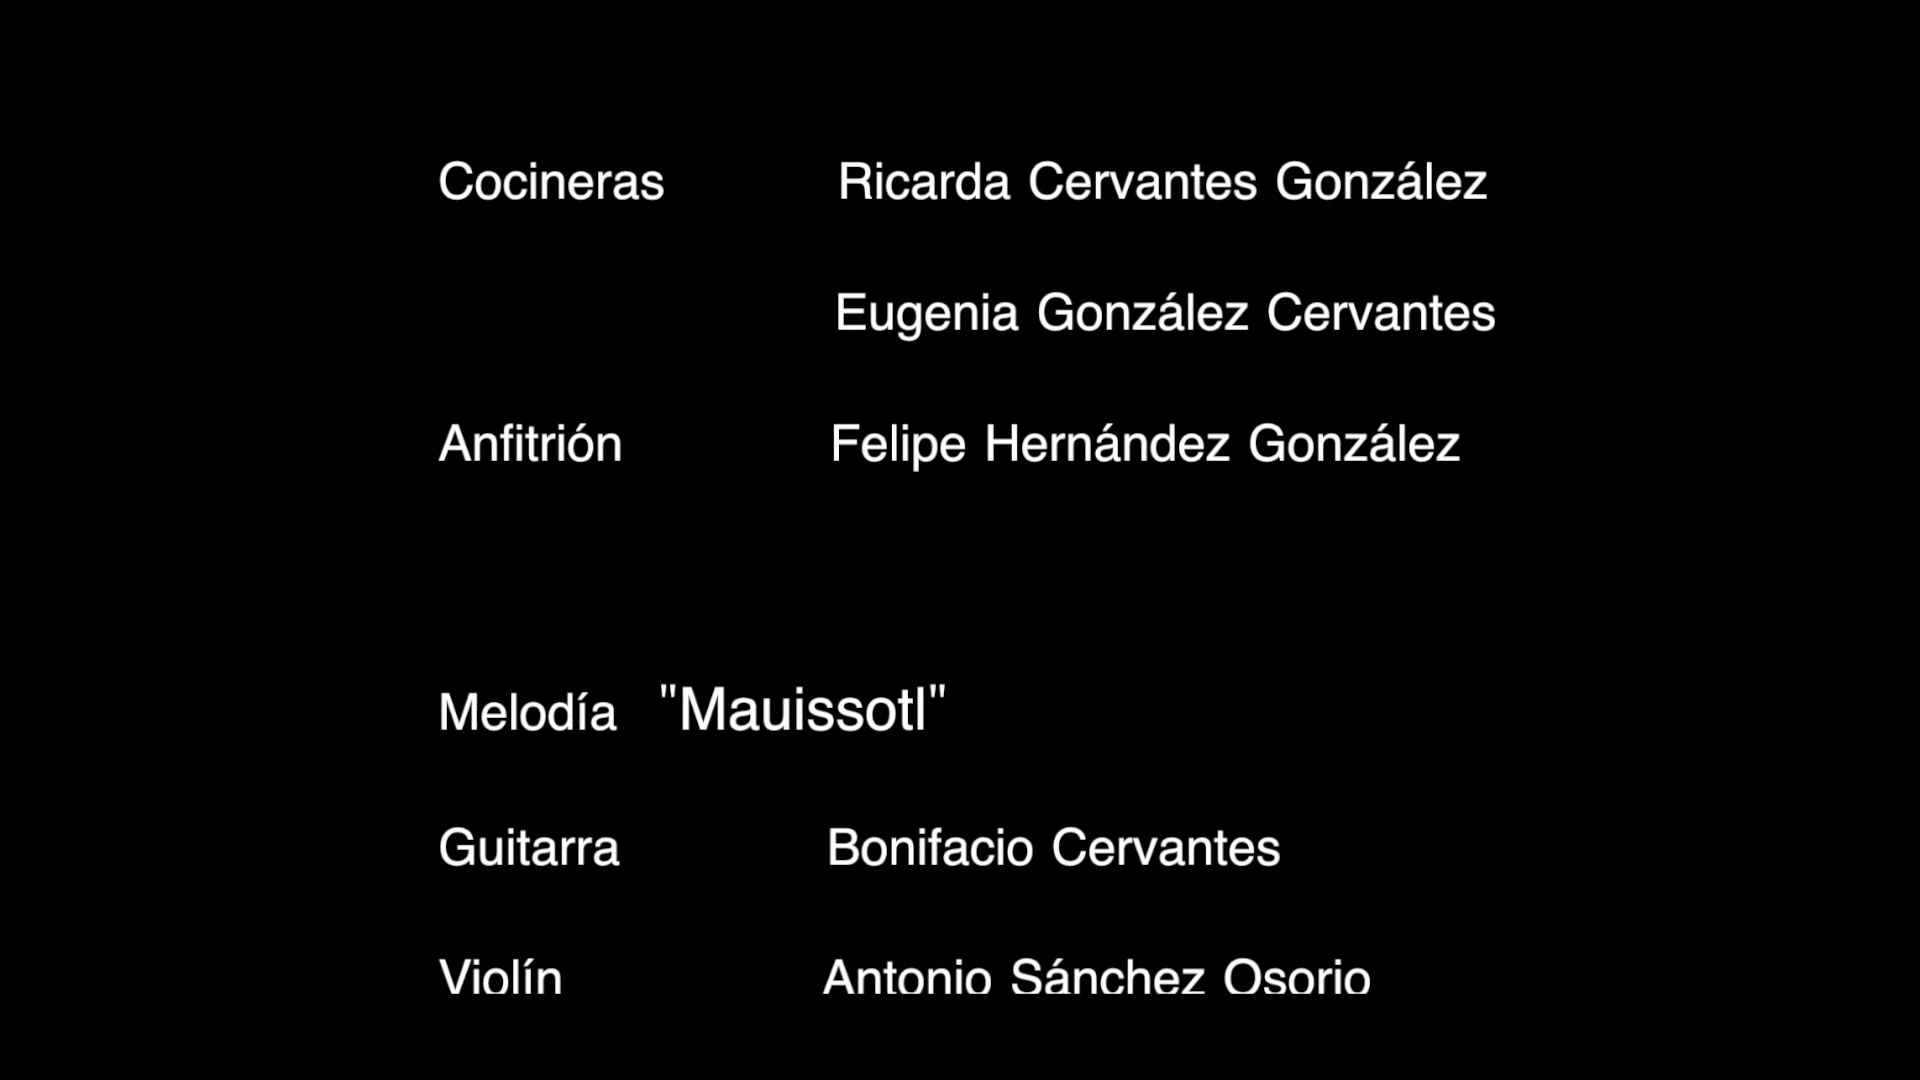 Cocineras Ricarda Cervantes González
Eugenia González Cervantes
Anfitrión Felipe Hernández González
Melodía "Mauissotl"
Guitarra Bonifacio Cervantes
Violín Antonio Sánchez Osorio